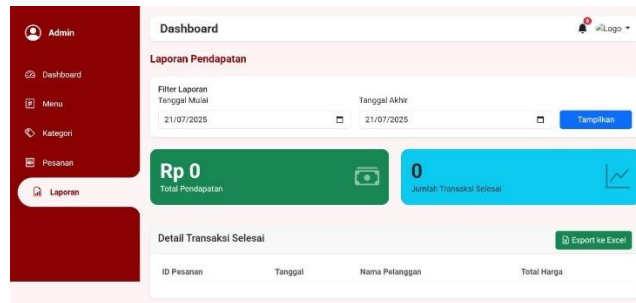 Admin
Dashboard
Menu
Kategori
Pesanan
Laporan
Dashboard
Logo
Laporan Pendapatan
Filter Laporan
Tanggal Mulai
Tanggal Akhir
21/07/2025
21/07/2025
Tampilkan
Rp 0
Total Pendapatan
0
Jumlah Transaksi Selesai
Detail Transaksi Selesai
Export ke Excel
ID Pesanan Tanggal Nama Pelanggan Total Harga